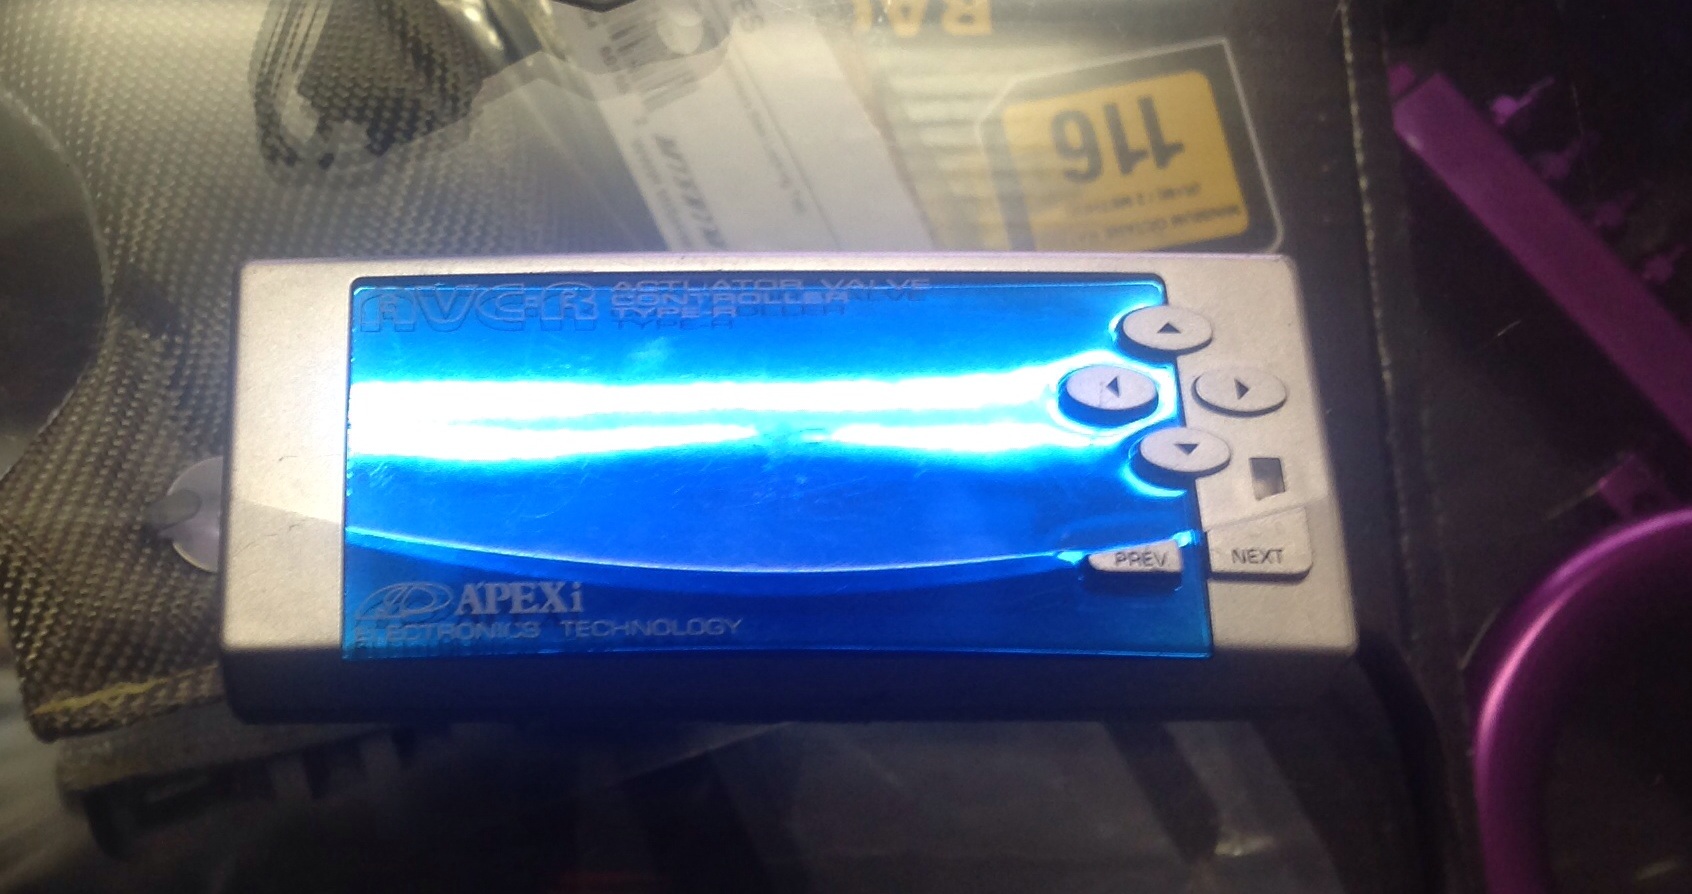 116
AVC-R
ACTUATOR VALVE
CONTROLLER
TYPE-R
PREV
NEXT
APEXi
ELECTRONICS TECHNOLOGY